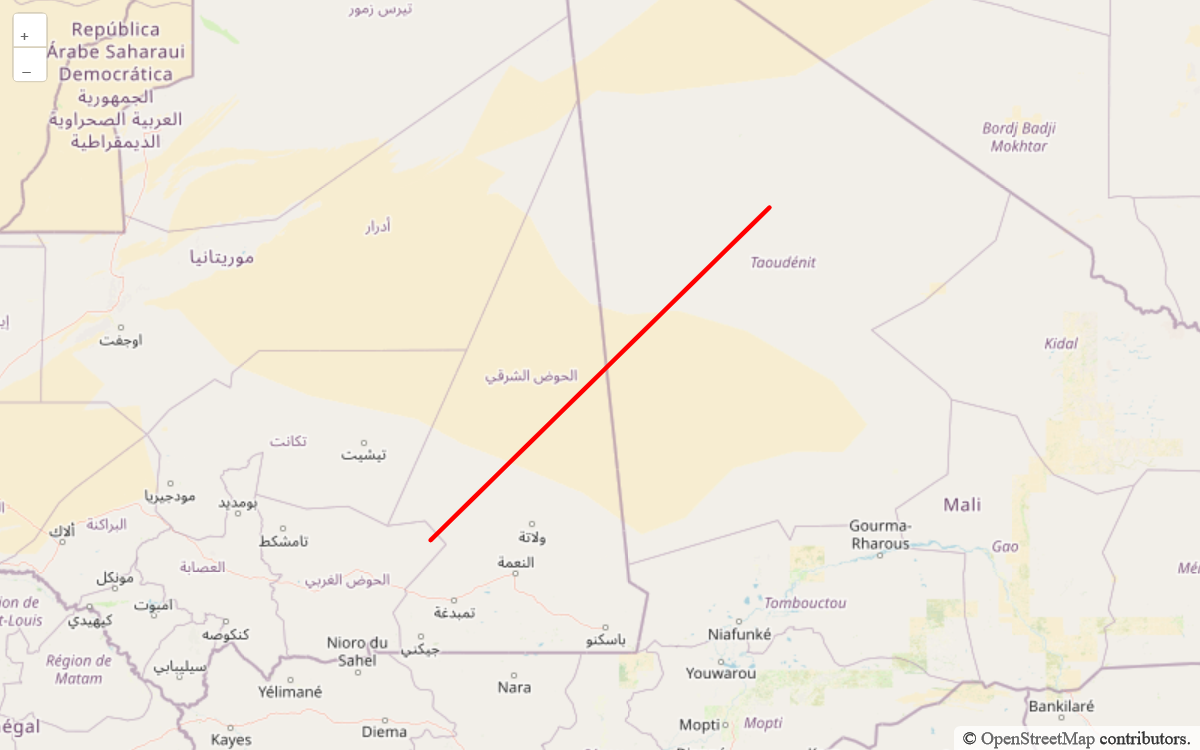 +
–
República
Árabe Saharaui
Democrática
الجمهورية
العربية الصحراوية
الديمقراطية
تيرس زمور
Bordj Badji
Mokhtar
أدرار
موريتانيا
Taoudénit
اوجفت
Kidal
الحوض الشرقي
تكانت
تيشيت
مودجيريا
بومديد
Mali
البراكنة
ألاك
تامشكط
ولاتة
Gourma-
Rharous
Gao
العصابة
النعمة
الحوض الغربي
مونكل
ion de
t-Louis
امبوت
كيهيدي
تمبدغة
Tombouctou
كنكوصه
باسكنو
Niafunké
Nioro du
Sahel
جيكني
Région de
Matam
سيليبابي
Youwarou
Yélimané
Nara
Bankilaré
négal
Kayes
Diema
Mopti
Mopti
© OpenStreetMap contributors.